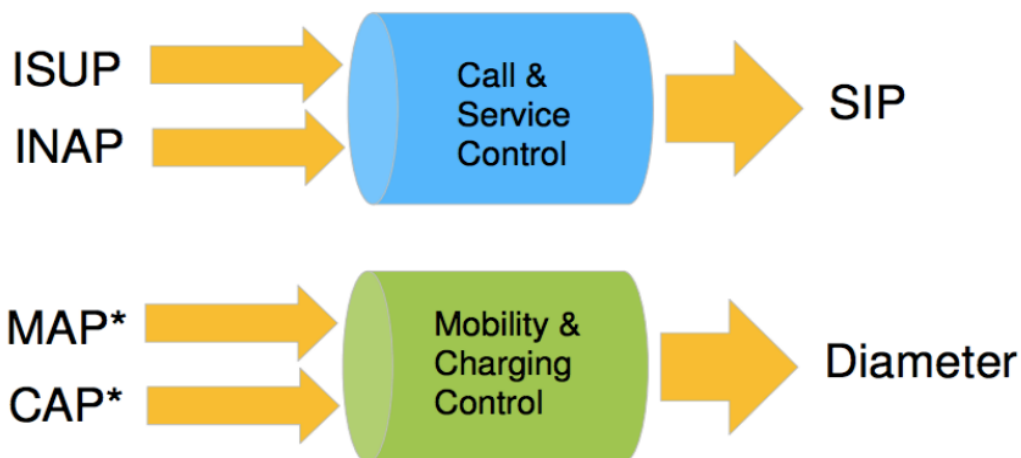 ISUP
INAP
Call &
Service
Control
SIP
MAP*
CAP*
Mobility &
Charging
Control
Diameter